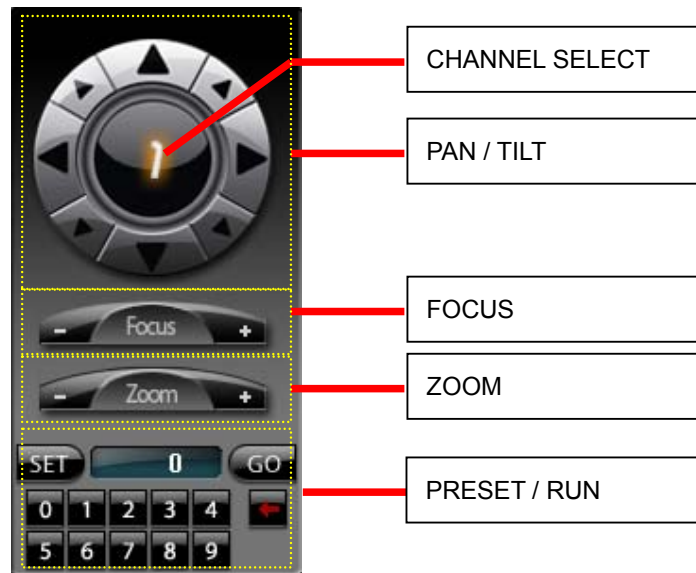 CHANNEL SELECT
1
PAN / TILT
- Focus +
FOCUS
- Zoom +
ZOOM
SET 0 GO
PRESET / RUN
0 1 2 3 4
5 6 7 8 9